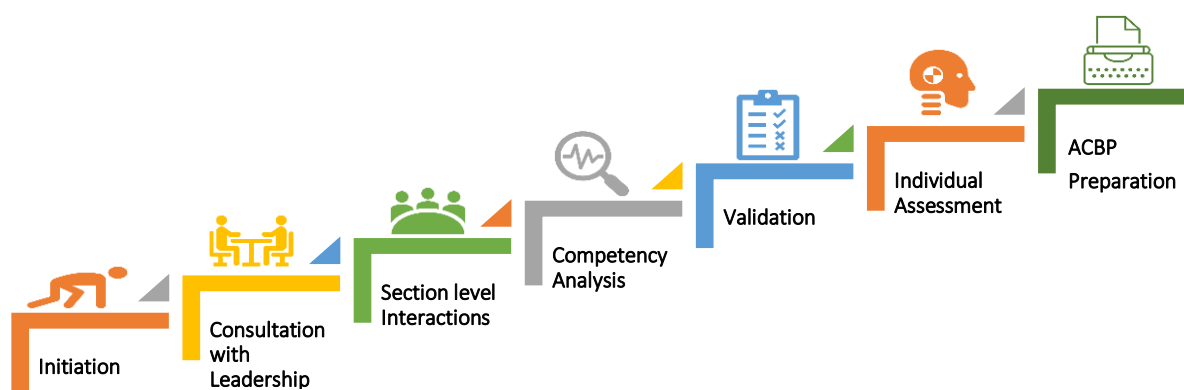 Initiation
Consultation
with
Leadership
Section level
Interactions
Competency
Analysis
Validation
Individual
Assessment
ACBP
Preparation